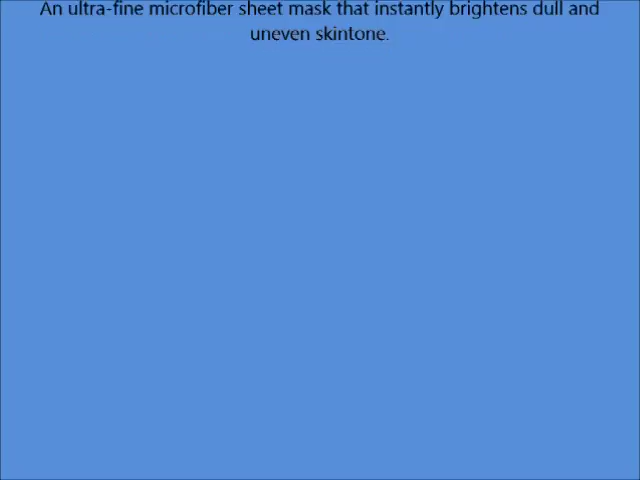 An ultra-fine microfiber sheet mask that instantly brightens dull and
uneven skintone.